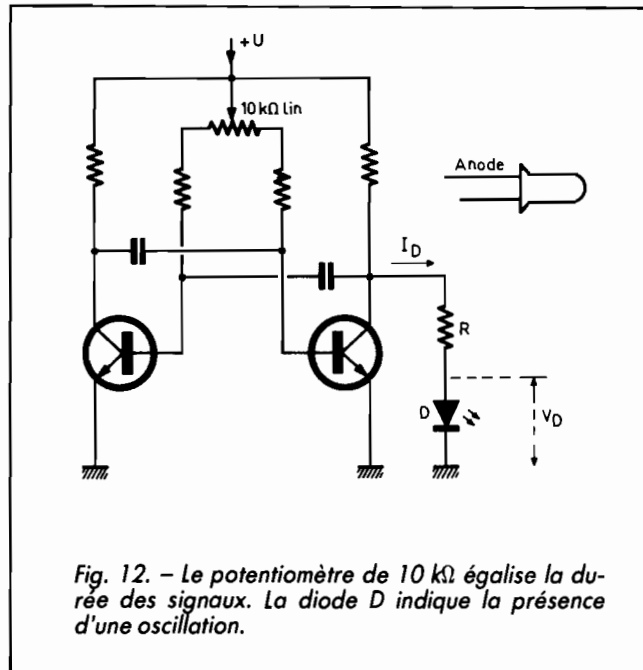 +U
10 kΩ Lin
Anode
I_D
R
D
V_D
Fig. 12. – Le potentiomètre de 10 kΩ égalise la du-
rée des signaux. La diode D indique la présence
d'une oscillation.